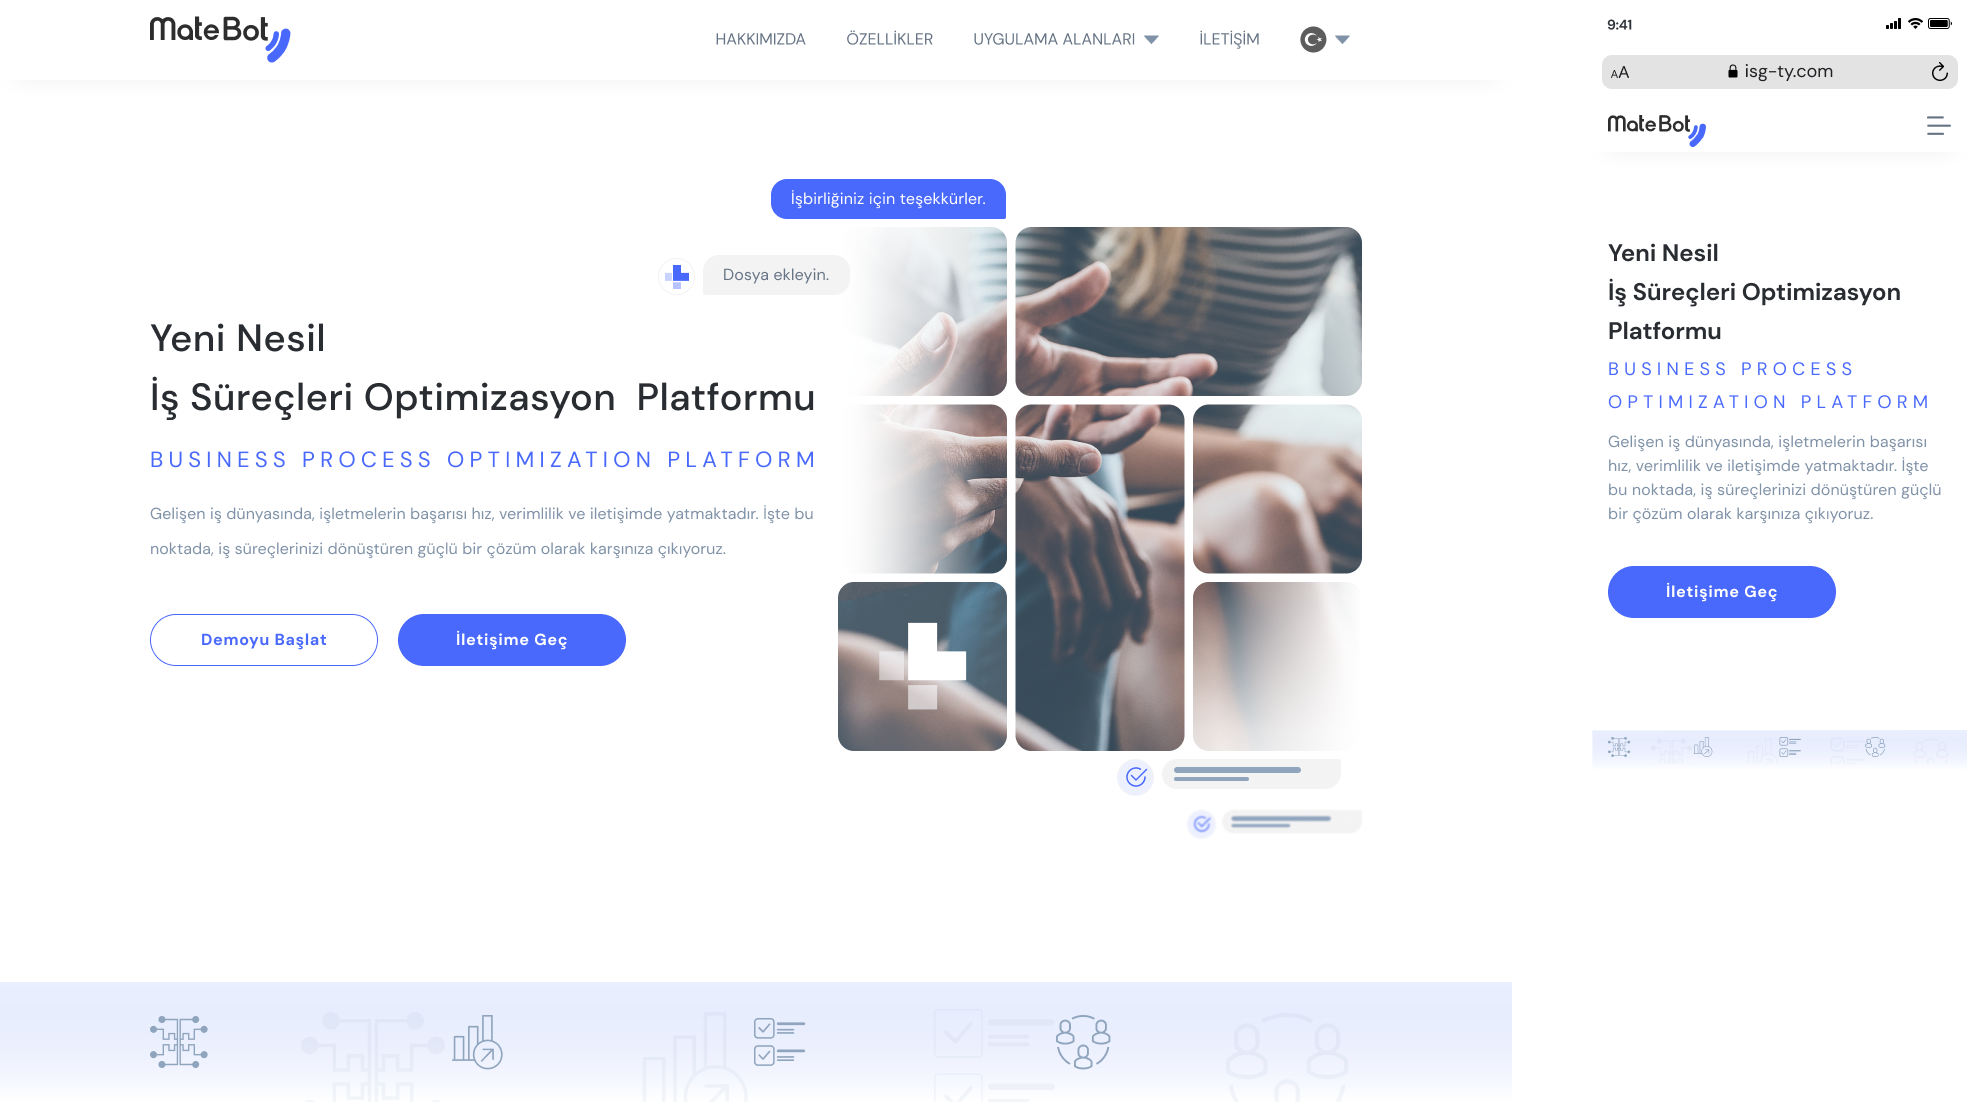 MateBot
HAKKIMIZDA
ÖZELLİKLER
UYGULAMA ALANLARI
İLETİŞİM
İşbirliğiniz için teşekkürler.
Dosya ekleyin.
Yeni Nesil
İş Süreçleri Optimizasyon Platformu
BUSINESS PROCESS OPTIMIZATION PLATFORM
Gelişen iş dünyasında, işletmelerin başarısı hız, verimlilik ve iletişimde yatmaktadır. İşte bu
noktada, iş süreçlerinizi dönüştüren güçlü bir çözüm olarak karşınıza çıkıyoruz.
Demoyu Başlat
İletişime Geç
9:41
AA
isg-ty.com
MateBot
Yeni Nesil
İş Süreçleri Optimizasyon
Platformu
BUSINESS PROCESS
OPTIMIZATION PLATFORM
Gelişen iş dünyasında, işletmelerin başarısı
hız, verimlilik ve iletişimde yatmaktadır. İşte
bu noktada, iş süreçlerinizi dönüştüren güçlü
bir çözüm olarak karşınıza çıkıyoruz.
İletişime Geç